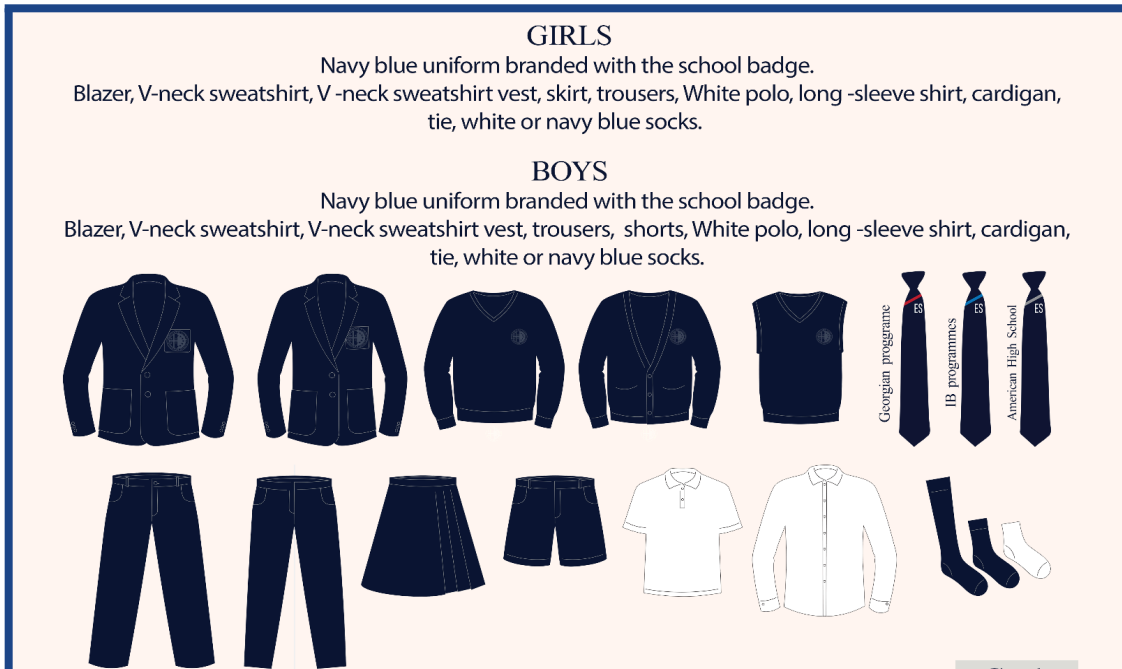 GIRLS
Navy blue uniform branded with the school badge.
Blazer, V-neck sweatshirt, V -neck sweatshirt vest, skirt, trousers, White polo, long -sleeve shirt, cardigan,
tie, white or navy blue socks.
BOYS
Navy blue uniform branded with the school badge.
Blazer, V-neck sweatshirt, V-neck sweatshirt vest, trousers, shorts, White polo, long -sleeve shirt, cardigan,
tie, white or navy blue socks.
Georgian proggrame
ES
IB programmes
ES
American High School
ES